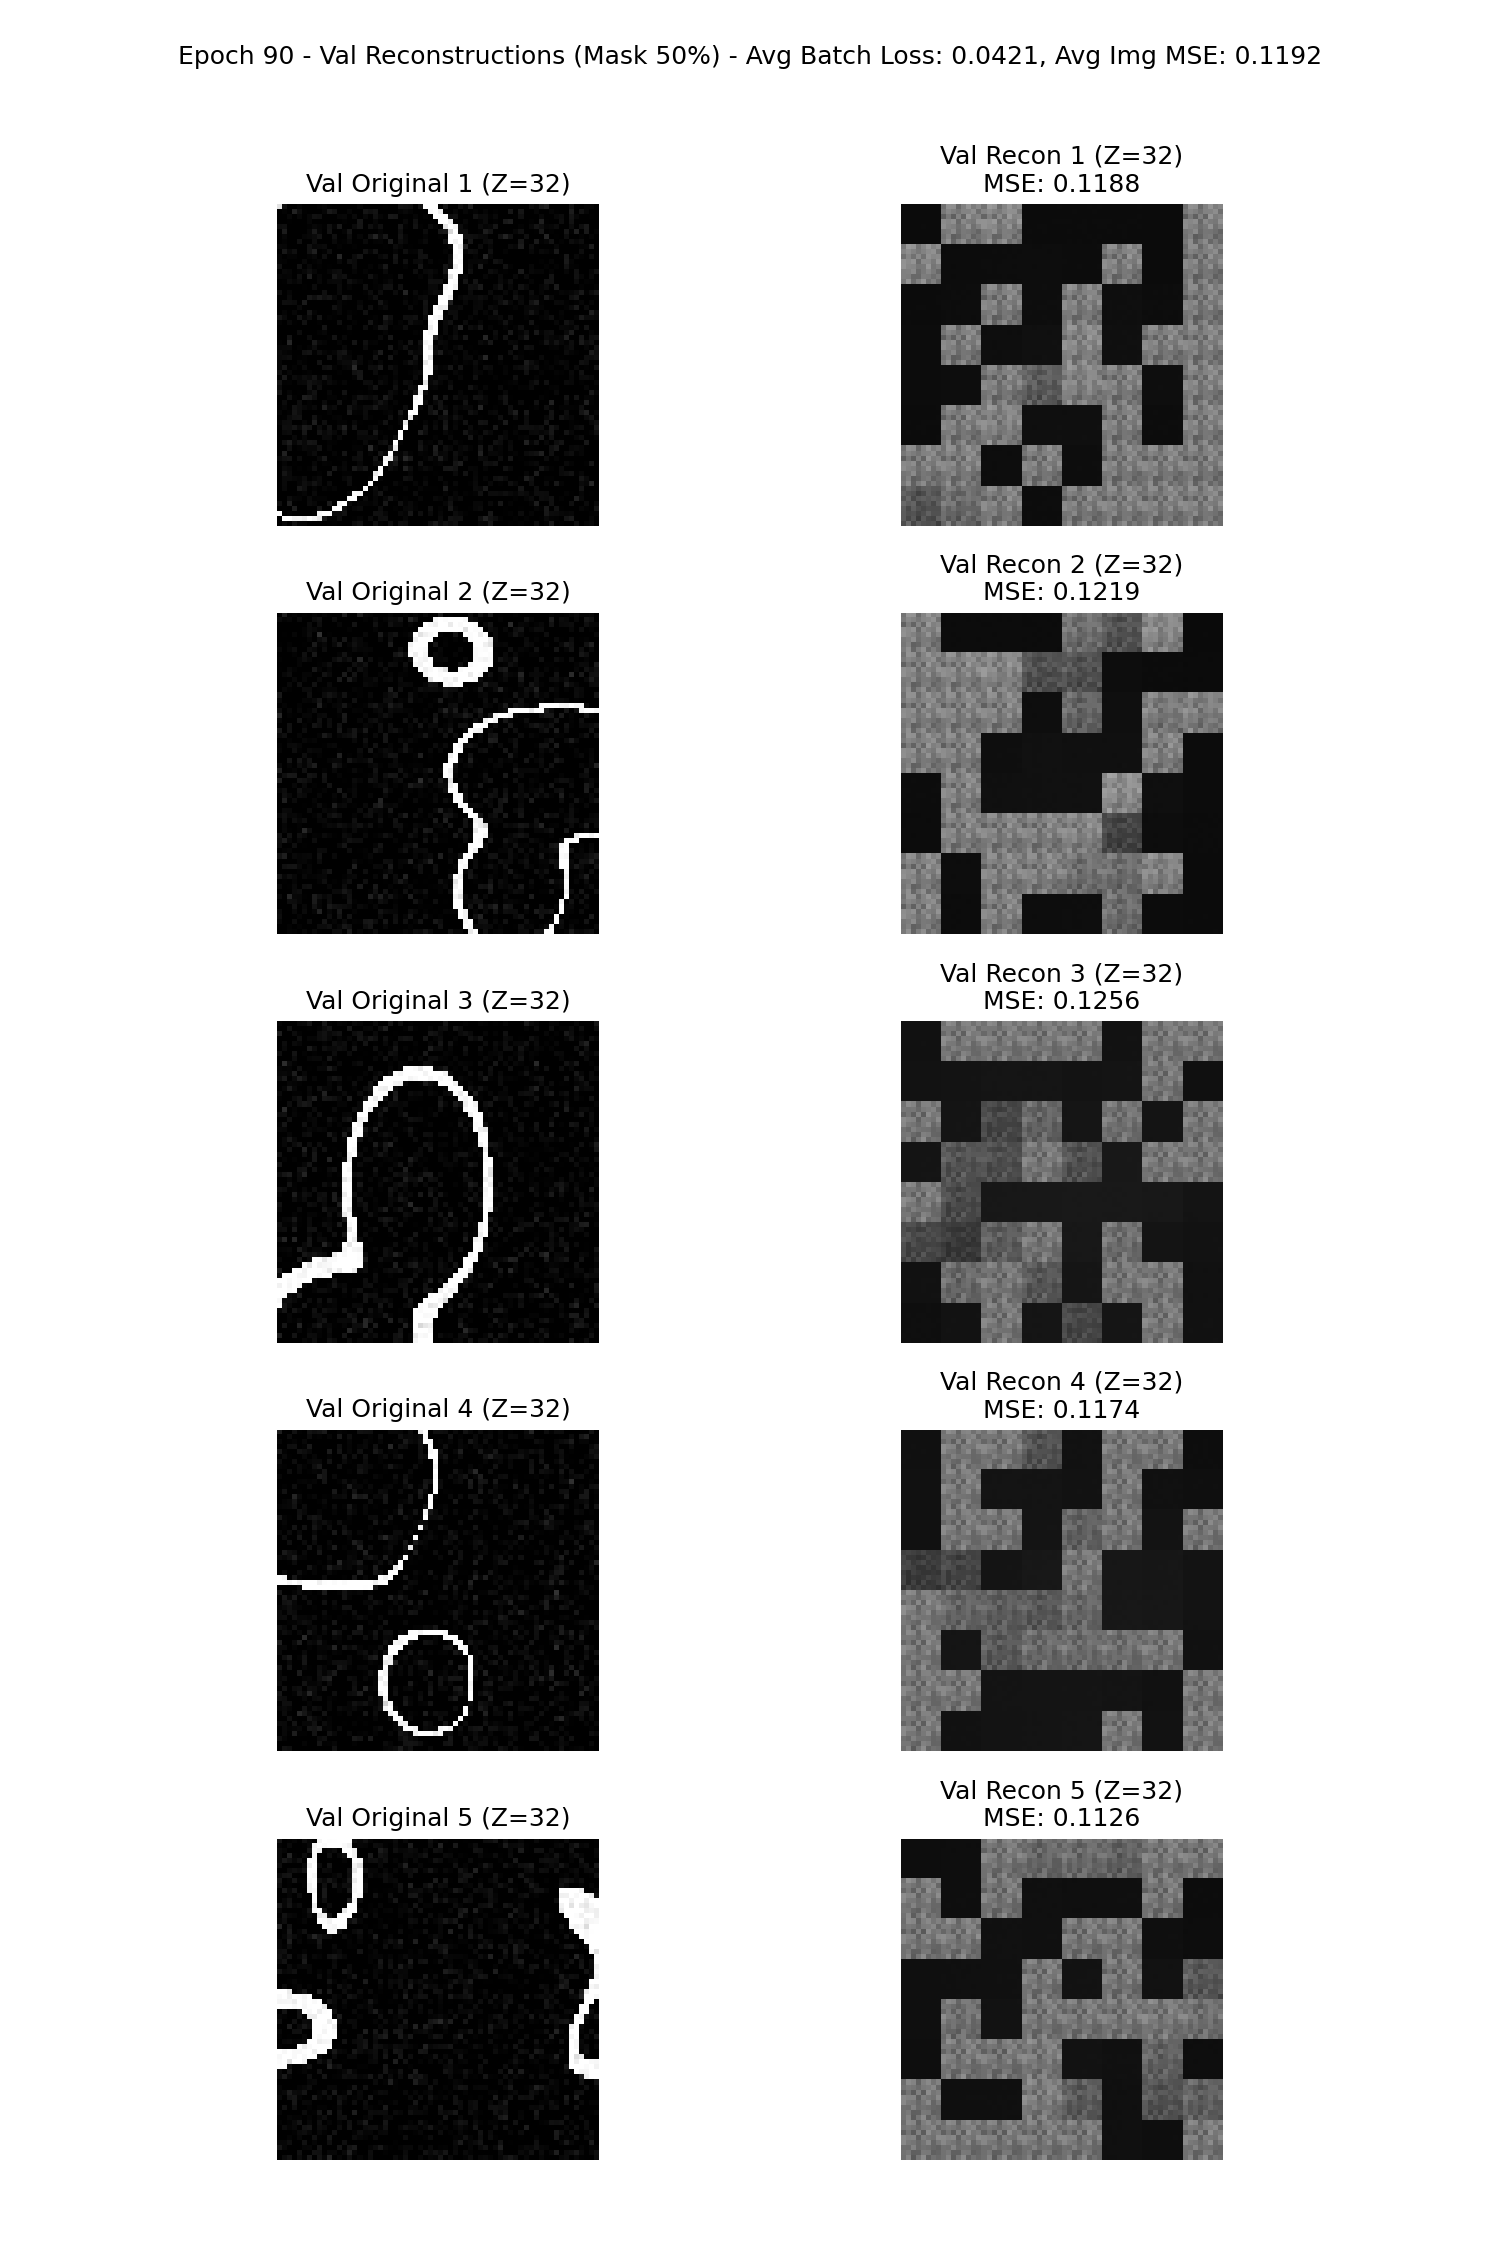 Epoch 90 - Val Reconstructions (Mask 50%) - Avg Batch Loss: 0.0421, Avg Img MSE: 0.1192
Val Original 1 (Z=32)
Val Recon 1 (Z=32)
MSE: 0.1188
Val Original 2 (Z=32)
Val Recon 2 (Z=32)
MSE: 0.1219
Val Original 3 (Z=32)
Val Recon 3 (Z=32)
MSE: 0.1256
Val Original 4 (Z=32)
Val Recon 4 (Z=32)
MSE: 0.1174
Val Original 5 (Z=32)
Val Recon 5 (Z=32)
MSE: 0.1126